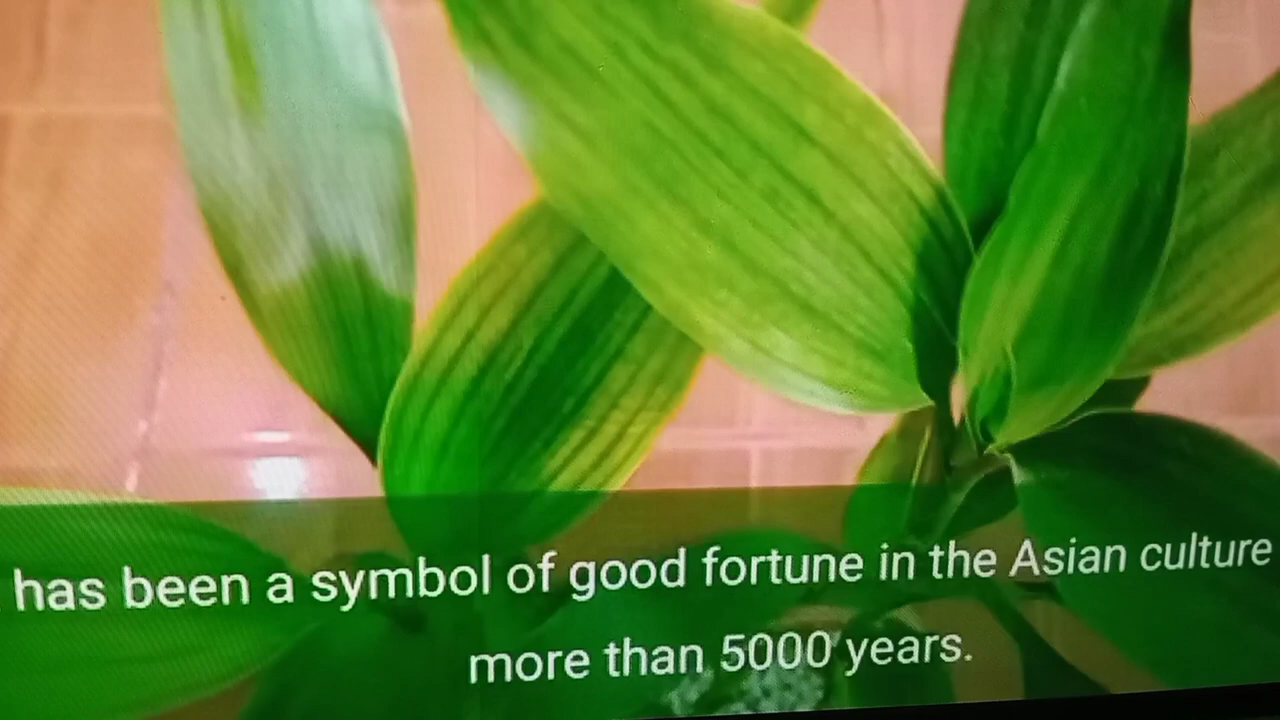 has been a symbol of good fortune in the Asian culture
more than 5000 years.